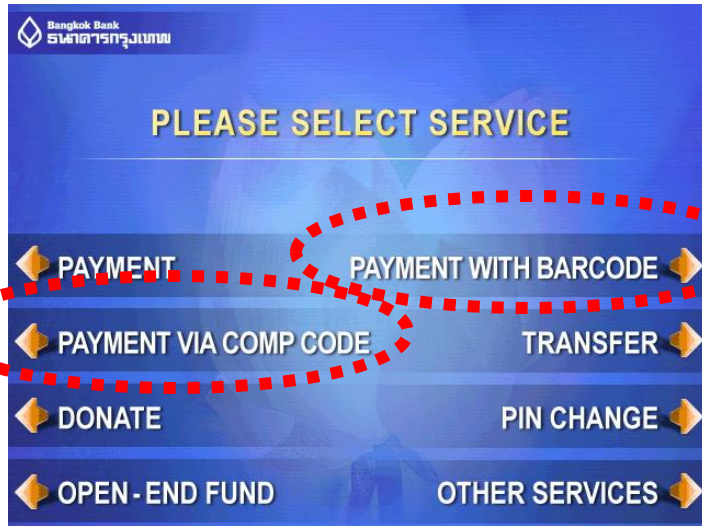 Bangkok Bank
ธนาคารกรุงเทพ
PLEASE SELECT SERVICE
PAYMENT
PAYMENT WITH BARCODE
PAYMENT VIA COMP CODE
TRANSFER
DONATE
PIN CHANGE
OPEN-END FUND
OTHER SERVICES